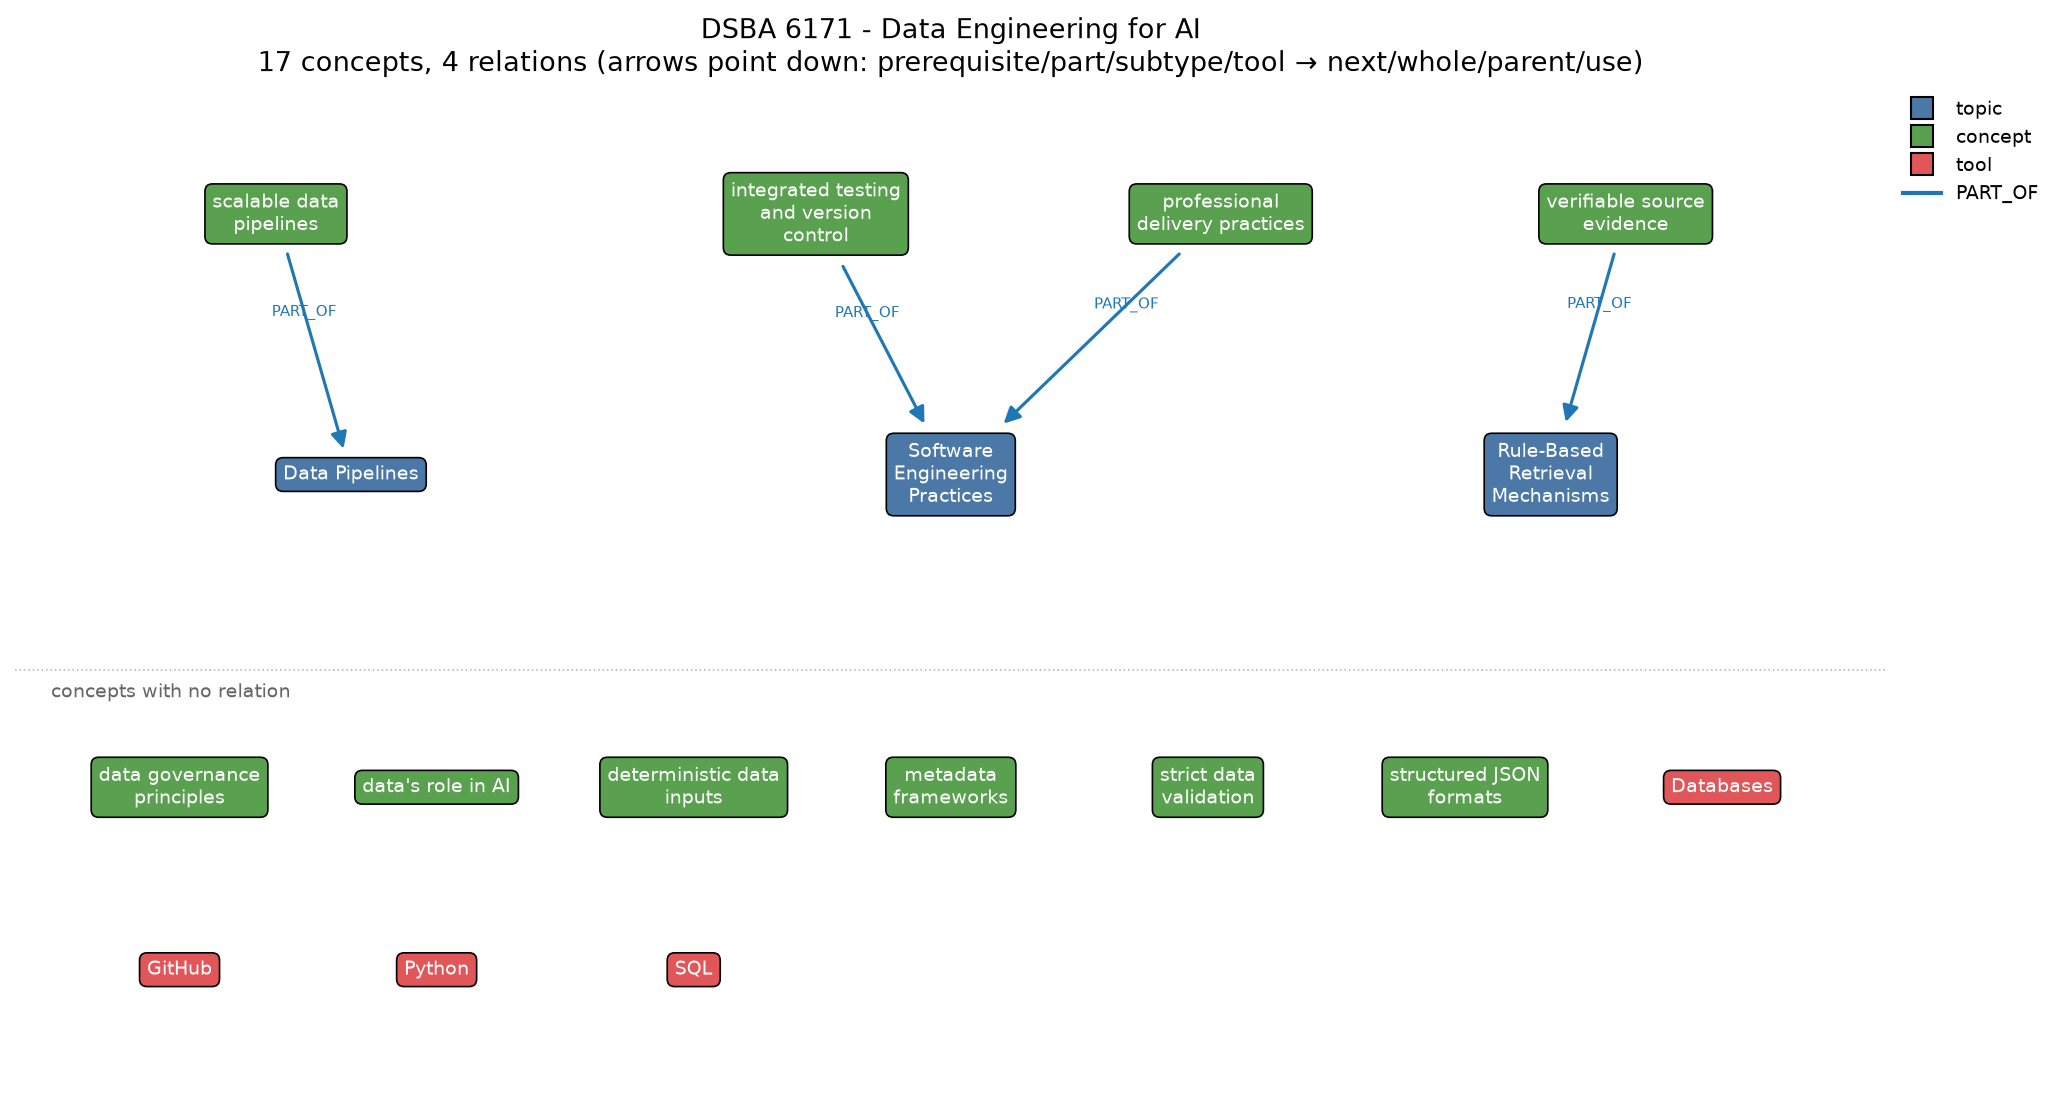 DSBA 6171 - Data Engineering for AI
17 concepts, 4 relations (arrows point down: prerequisite/part/subtype/tool → next/whole/parent/use)
topic
concept
tool
PART_OF
scalable data
pipelines
integrated testing
and version
control
professional
delivery practices
verifiable source
evidence
PART_OF
PART_OF
PART_OF
PART_OF
Data Pipelines
Software
Engineering
Practices
Rule-Based
Retrieval
Mechanisms
concepts with no relation
data governance
principles
data's role in AI
deterministic data
inputs
metadata
frameworks
strict data
validation
structured JSON
formats
Databases
GitHub
Python
SQL